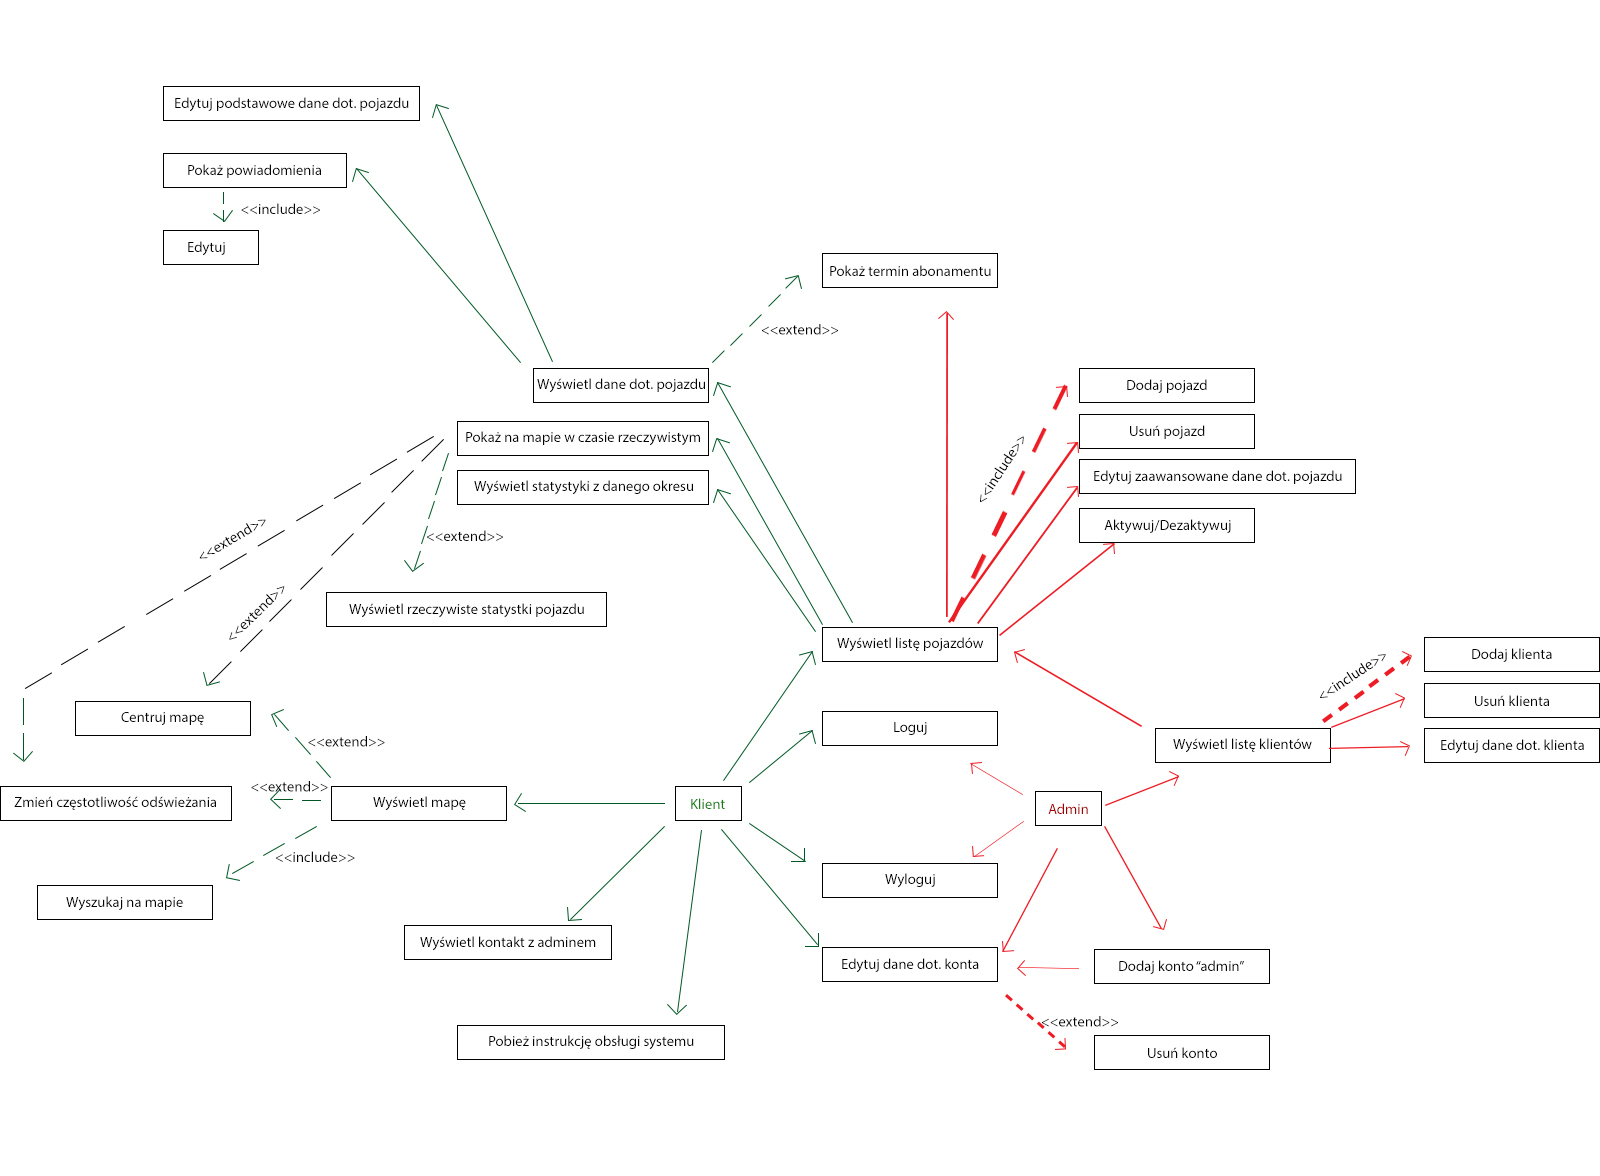 Edytuj podstawowe dane dot. pojazdu
Pokaż powiadomienia
<<include>>
Edytuj
Pokaż termin abonamentu
<<extend>>
Wyświetl dane dot. pojazdu
Dodaj pojazd
Pokaż na mapie w czasie rzeczywistym
Usuń pojazd
<<include>>
Edytuj zaawansowane dane dot. pojazdu
Wyświetl statystyki z danego okresu
Aktywuj/Dezaktywuj
<<extend>>
<<extend>>
<<extend>>
Wyświetl rzeczywiste statystki pojazdu
Wyświetl listę pojazdów
<<include>>
Dodaj klienta
Usuń klienta
Centruj mapę
Loguj
<<extend>>
Wyświetl listę klientów
Edytuj dane dot. klienta
<<extend>>
Zmień częstotliwość odświeżania
Wyświetl mapę
Klient
Admin
<<include>>
Wyloguj
Wyszukaj na mapie
Wyświetl kontakt z adminem
Edytuj dane dot. konta
Dodaj konto “admin”
<<extend>>
Pobież instrukcję obsługi systemu
Usuń konto